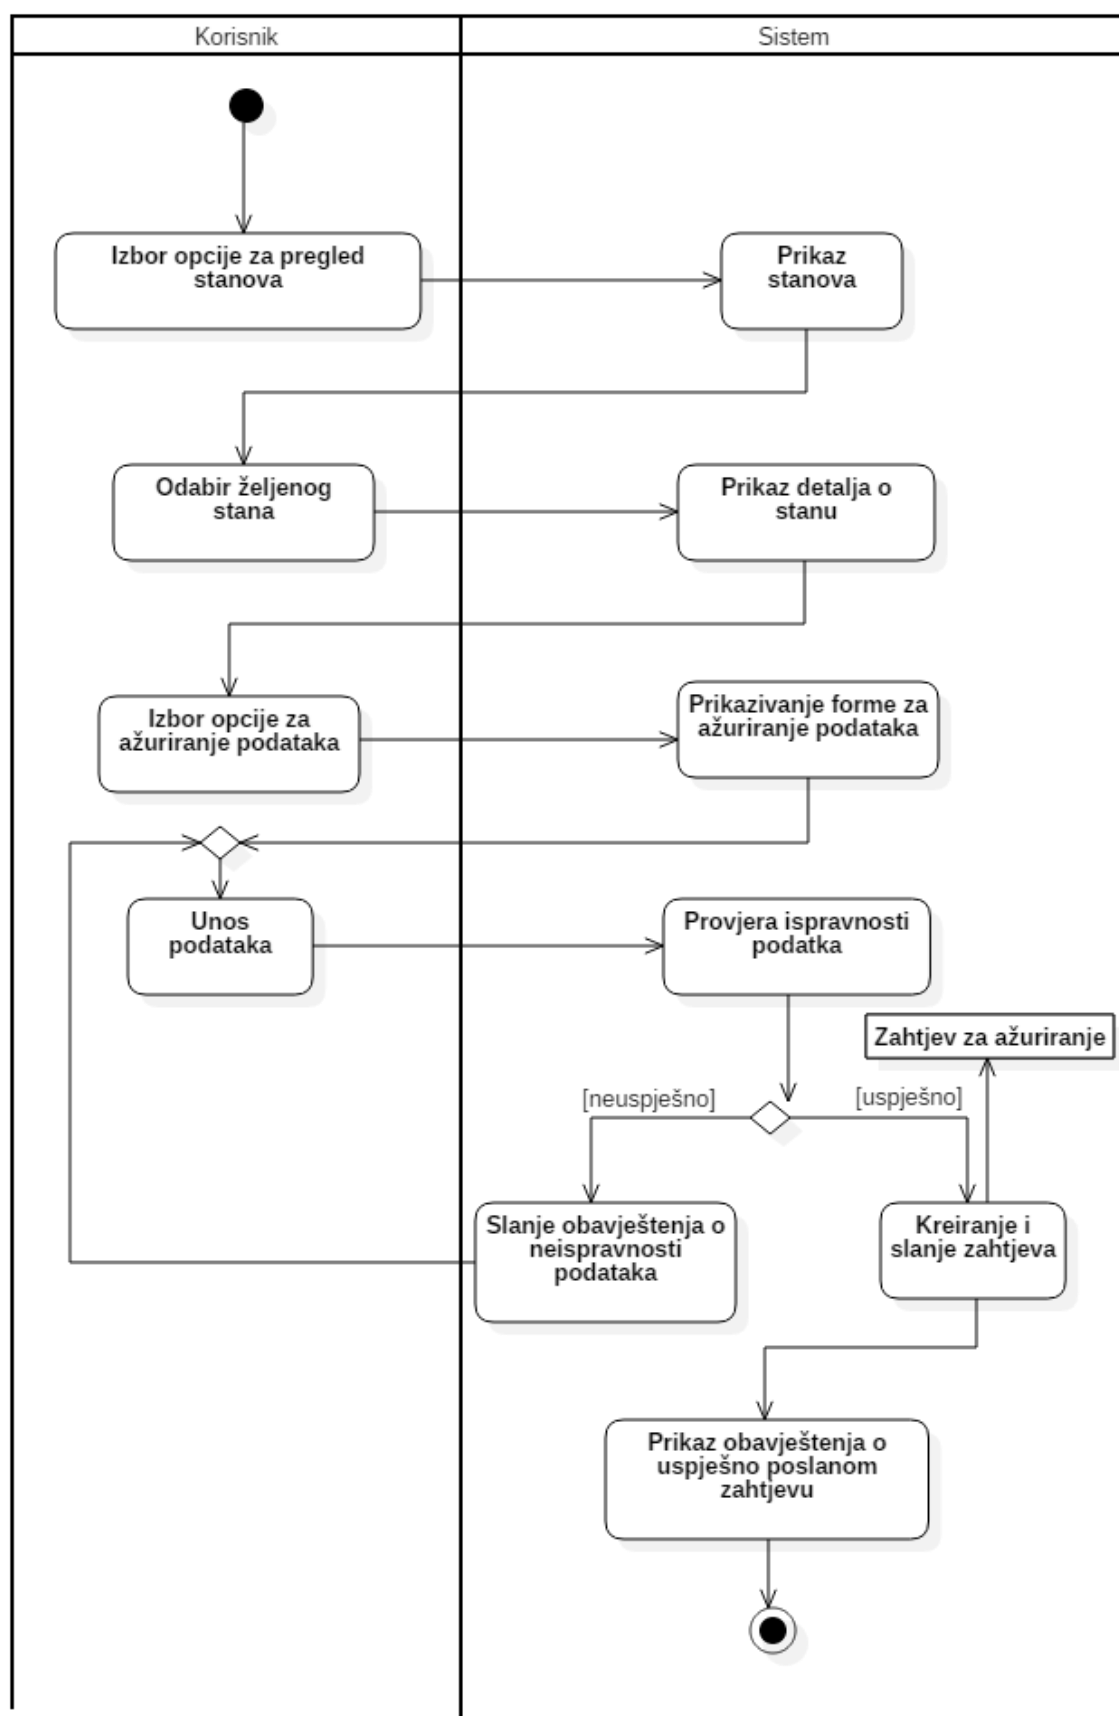 Korisnik
Sistem
Izbor opcije za pregled
stanova
Prikaz
stanova
Odabir željenog
stana
Prikaz detalja o
stanu
Izbor opcije za
ažuriranje podataka
Prikazivanje forme za
ažuriranje podataka
Unos
podataka
Provjera ispravnosti
podatka
Zahtjev za ažuriranje
[neuspješno]
[uspješno]
Slanje obavještenja o
neispravnosti
podataka
Kreiranje i
slanje zahtjeva
Prikaz obavještenja o
uspješno poslanom
zahtjevu